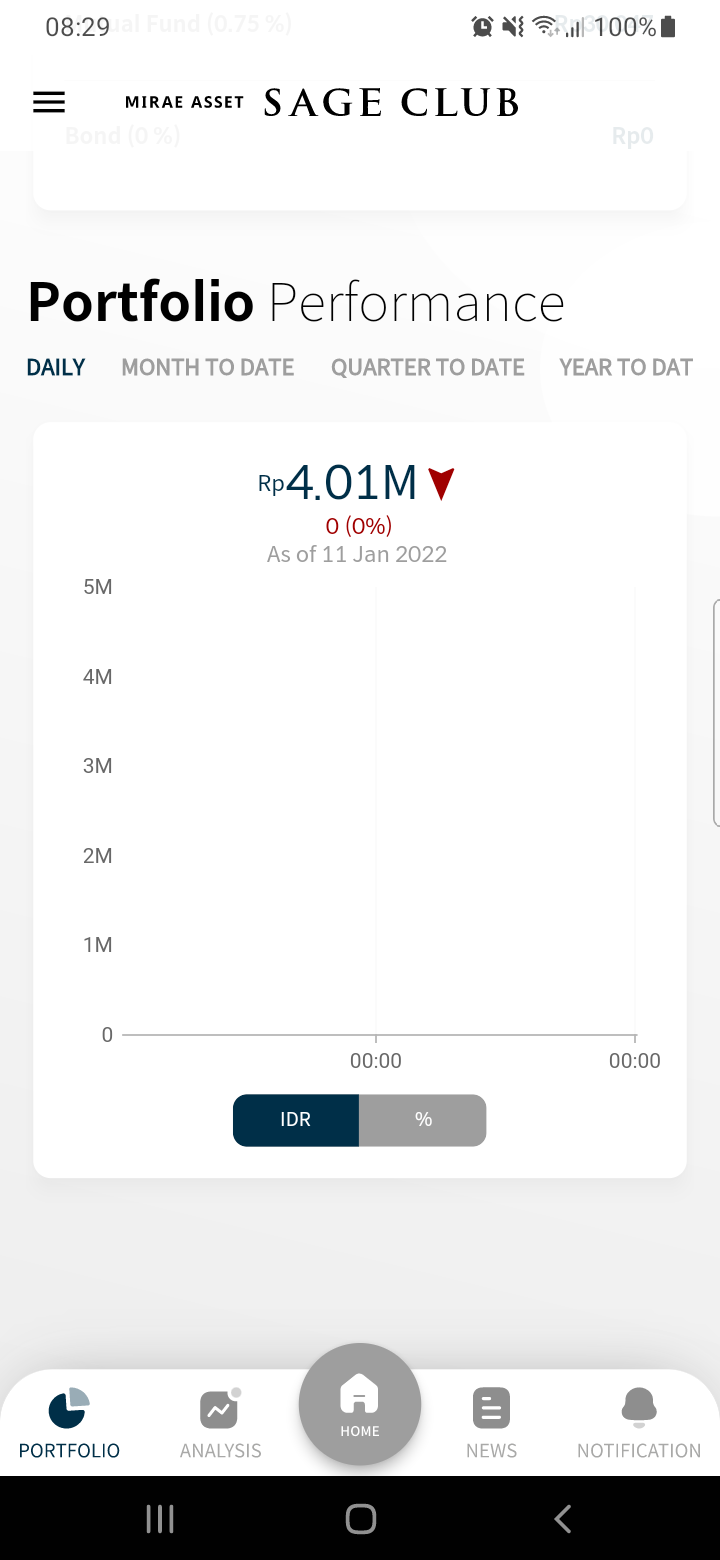 08:29
100%
ual Fund (0.75 %)
MIRAE ASSET SAGE CLUB
Bond (0 %)
Rp0
Portfolio Performance
DAILY MONTH TO DATE QUARTER TO DATE YEAR TO DAT
Rp4.01M
0 (0%)
As of 11 Jan 2022
5M
4M
3M
2M
1M
0
00:00 00:00
IDR %
PORTFOLIO ANALYSIS HOME NEWS NOTIFICATION